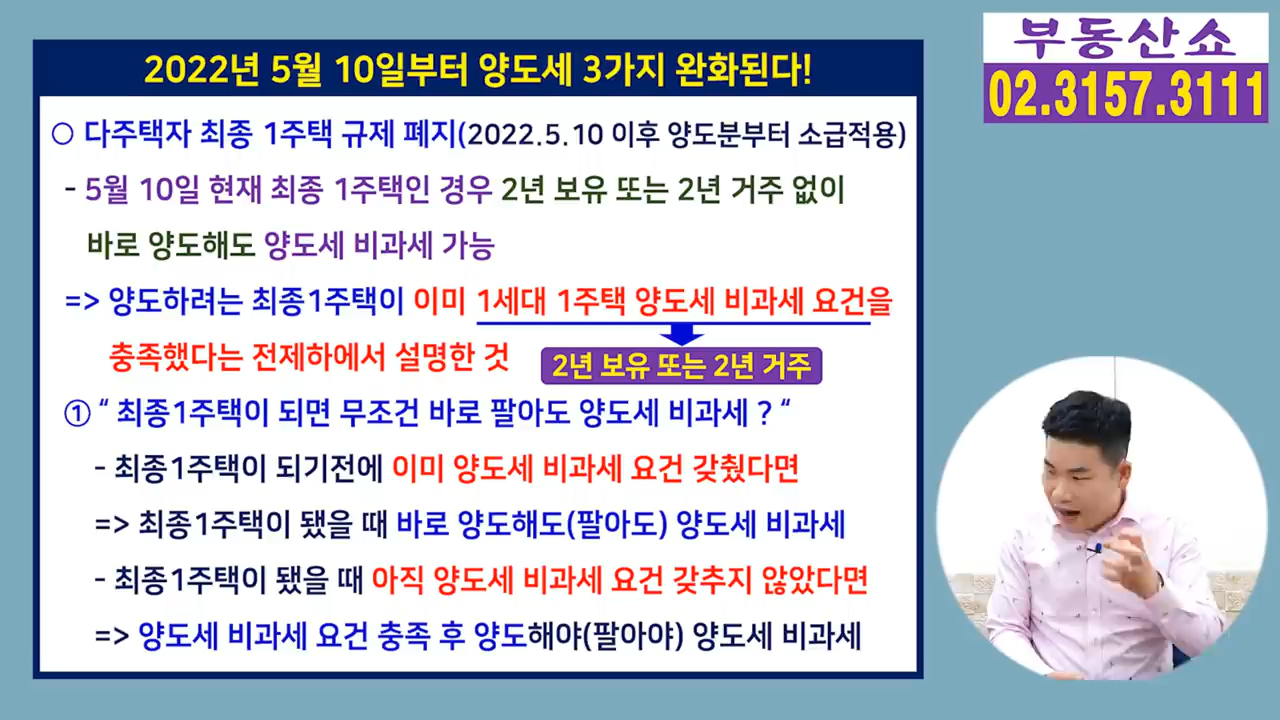 부동산쇼
02.3157.3111
2022년 5월 10일부터 양도세 3가지 완화된다!
○ 다주택자 최종 1주택 규제 폐지(2022.5.10 이후 양도분부터 소급적용)
- 5월 10일 현재 최종 1주택인 경우 2년 보유 또는 2년 거주 없이
바로 양도해도 양도세 비과세 가능
=> 양도하려는 최종1주택이 이미 1세대 1주택 양도세 비과세 요건을
충족했다는 전제하에서 설명한 것
2년 보유 또는 2년 거주
① “ 최종1주택이 되면 무조건 바로 팔아도 양도세 비과세 ? “
- 최종1주택이 되기전에 이미 양도세 비과세 요건 갖췄다면
=> 최종1주택이 됐을 때 바로 양도해도(팔아도) 양도세 비과세
- 최종1주택이 됐을 때 아직 양도세 비과세 요건 갖추지 않았다면
=> 양도세 비과세 요건 충족 후 양도해야(팔아야) 양도세 비과세